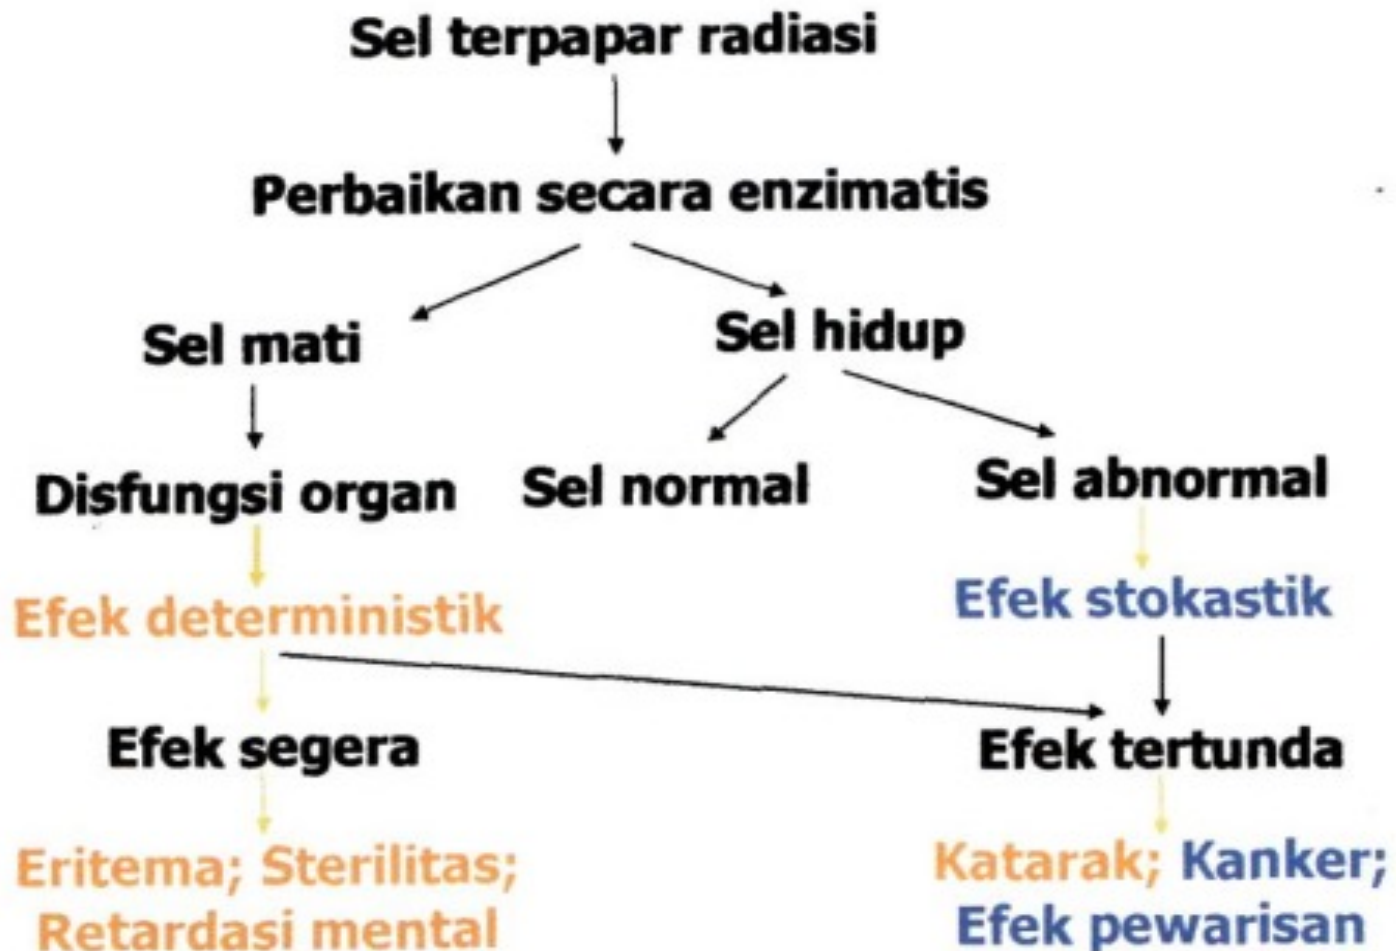 Sel terpapar radiasi
Perbaikan secara enzimatis
Sel mati
Sel hidup
Disfungsi organ
Sel normal
Sel abnormal
Efek deterministik
Efek stokastik
Efek segera
Efek tertunda
Eritema; Sterilitas;
Retardasi mental
Katarak; Kanker;
Efek pewarisan